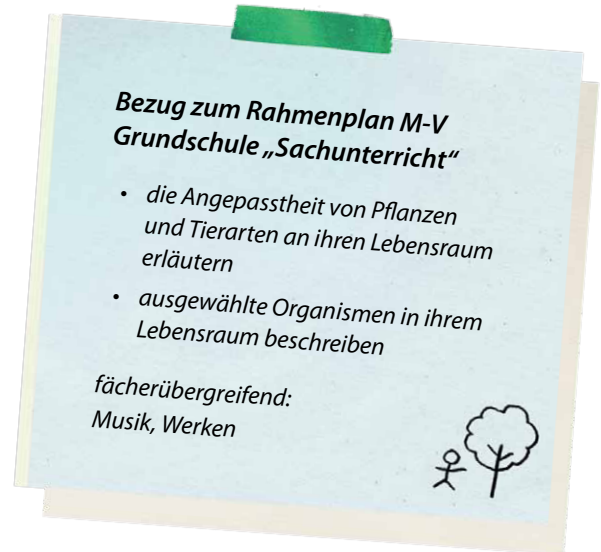 Bezug zum Rahmenplan M-V
Grundschule „Sachunterricht“
• die Angepasstheit von Pflanzen
und Tierarten an ihren Lebensraum
erläutern
• ausgewählte Organismen in ihrem
Lebensraum beschreiben
fächerübergreifend:
Musik, Werken